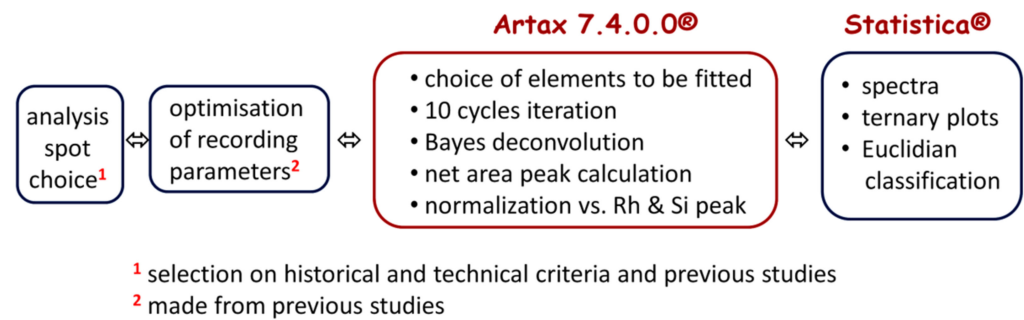 Artax 7.4.0.0® Statistica®
analysis
spot
choice1
optimisation
of recording
parameters2
• choice of elements to be fitted
• 10 cycles iteration
• Bayes deconvolution
• net area peak calculation
• normalization vs. Rh & Si peak
• spectra
• ternary plots
• Euclidian
classification
1 selection on historical and technical criteria and previous studies
2 made from previous studies